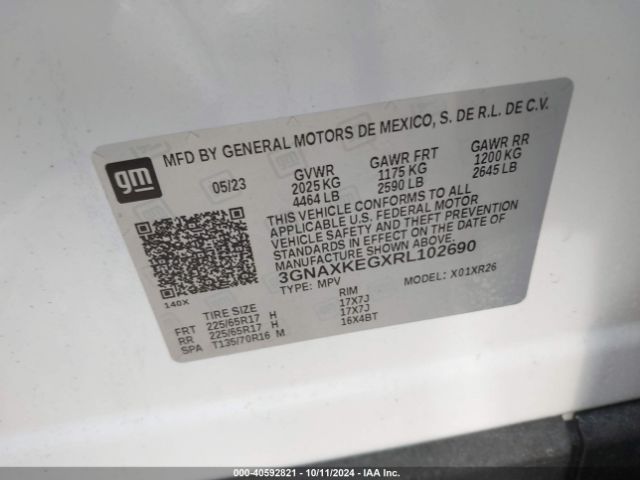 gm
MFD BY GENERAL MOTORS DE MEXICO, S. DE R.L. DE C.V.
05/23 GVWR GAWR FRT GAWR RR
2025 KG 1175 KG 1200 KG
4464 LB 2590 LB 2645 LB
THIS VEHICLE CONFORMS TO ALL
APPLICABLE U.S. FEDERAL MOTOR
VEHICLE SAFETY AND THEFT PREVENTION
STANDARDS IN EFFECT ON THE DATE OF
MANUFACTURE SHOWN ABOVE.
3GNAXKEGXRL102690
140X TYPE: MPV MODEL: X01XR26
TIRE SIZE RIM
FRT 225/65R17 H 17X7J
RR 225/65R17 H 17X7J
SPA T135/70R16 M 16X4BT
000-40592821 - 10/11/2024 - IAA Inc.